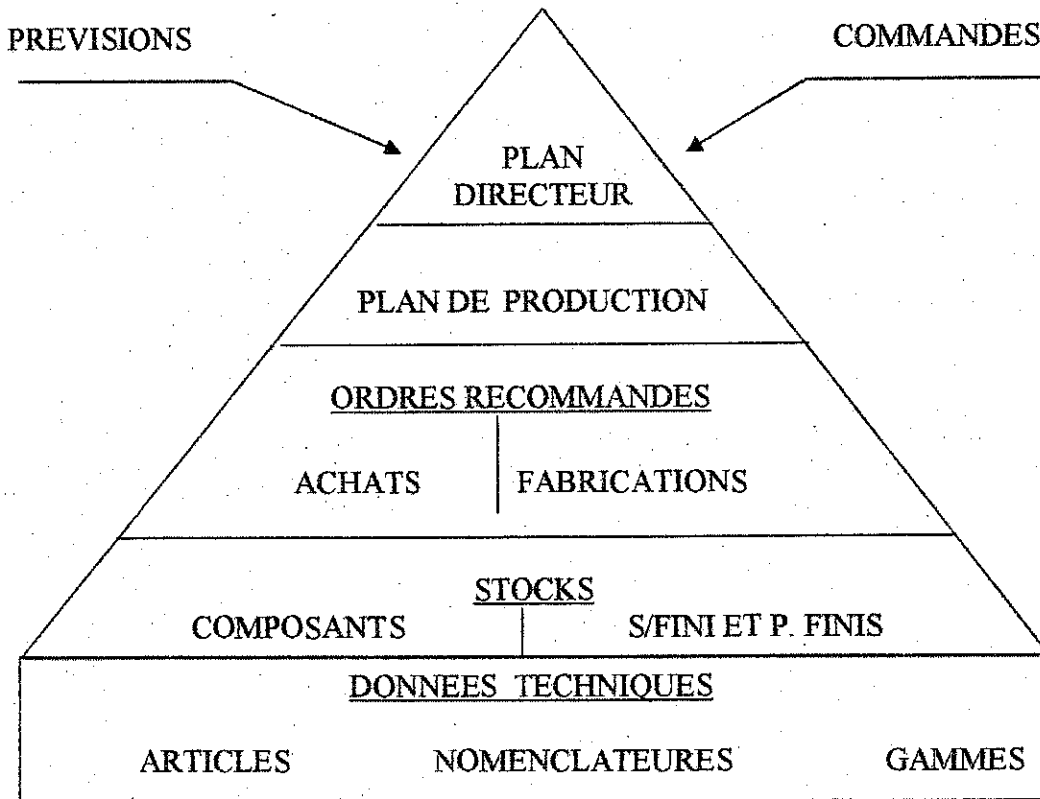 PREVISIONS
COMMANDES
PLAN
DIRECTEUR
PLAN DE PRODUCTION
ORDRES RECOMMANDES
ACHATS
FABRICATIONS
STOCKS
COMPOSANTS
S/FINI ET P. FINIS
DONNEES TECHNIQUES
ARTICLES
NOMENCLATEURES
GAMMES